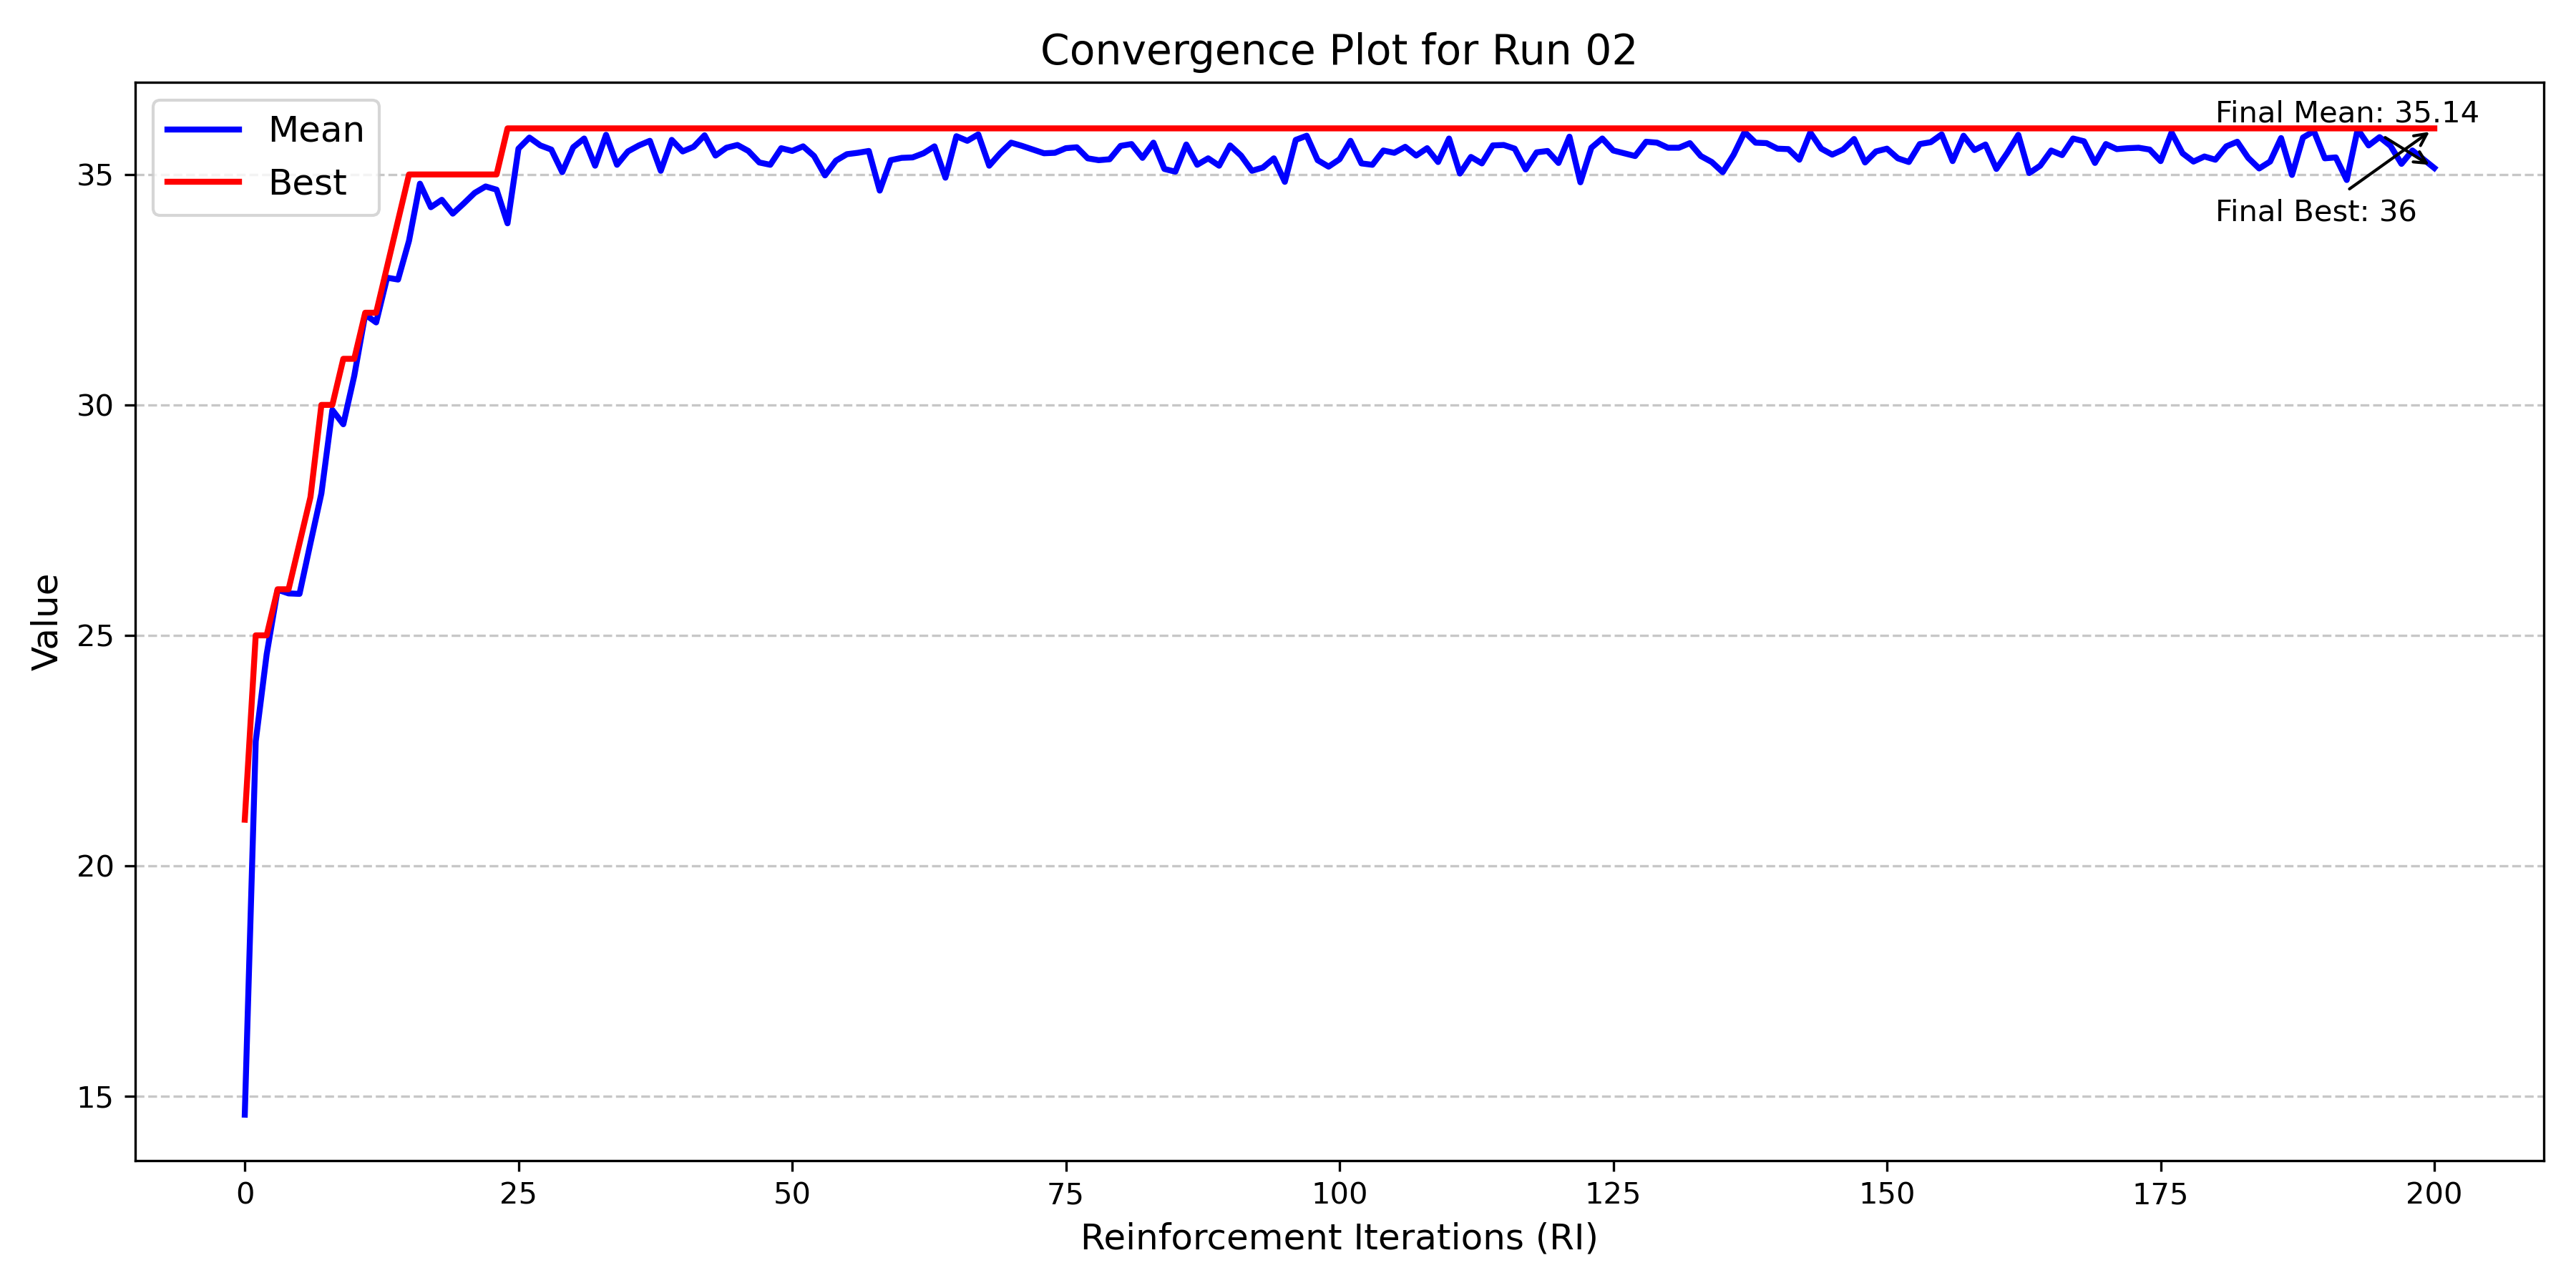 Convergence Plot for Run 02
Mean
Best
Final Mean: 35.14
Final Best: 36
Value
35
30
25
20
15
0 25 50 75 100 125 150 175 200
Reinforcement Iterations (RI)